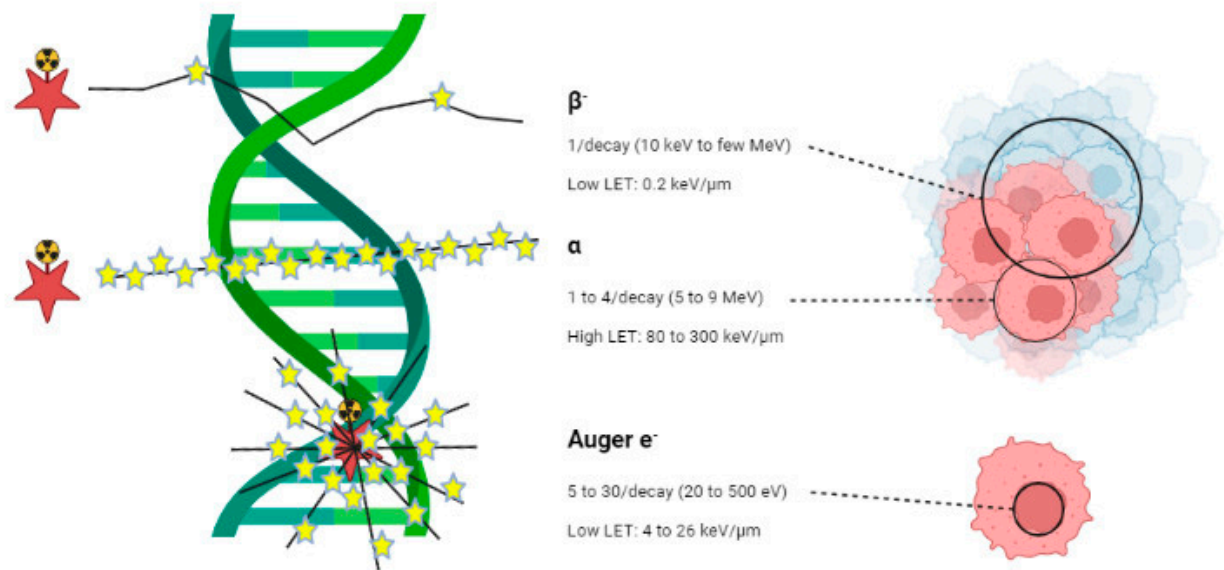 β⁻
1/decay (10 keV to few MeV)
Low LET: 0.2 keV/μm
α
1 to 4/decay (5 to 9 MeV)
High LET: 80 to 300 keV/μm
Auger e⁻
5 to 30/decay (20 to 500 eV)
Low LET: 4 to 26 keV/μm